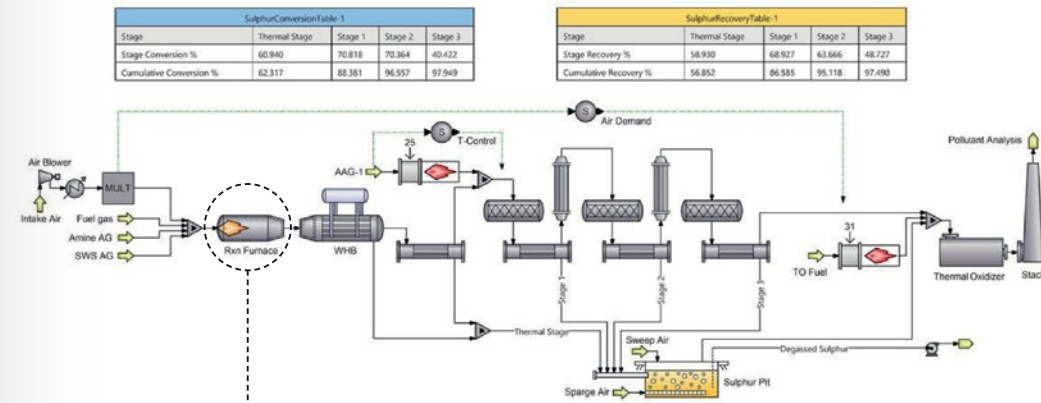 SulphurConversionTable-1
Stage Thermal Stage Stage 1 Stage 2 Stage 3
Stage Conversion % 60.940 70.818 70.364 40.422
Cumulative Conversion % 62.317 88.381 96.557 97.949
SulphurRecoveryTable-1
Stage Thermal Stage Stage 1 Stage 2 Stage 3
Stage Recovery % 58.930 68.927 63.666 48.727
Cumulative Recovery % 56.852 86.585 95.118 97.490
S
Air Demand
S
T-Control
25
AAG-1
Pollutant Analysis
Air Blower
MULT
Intake Air
Fuel gas
Amine AG
SWS AG
Rxn Furnace
WHB
31
TO Fuel
Thermal Oxidizer
Stack
Stage 1
Stage 2
Stage 3
Thermal Stage
Sweep Air
Degassed Sulphur
Sulphur Pit
Sparge Air